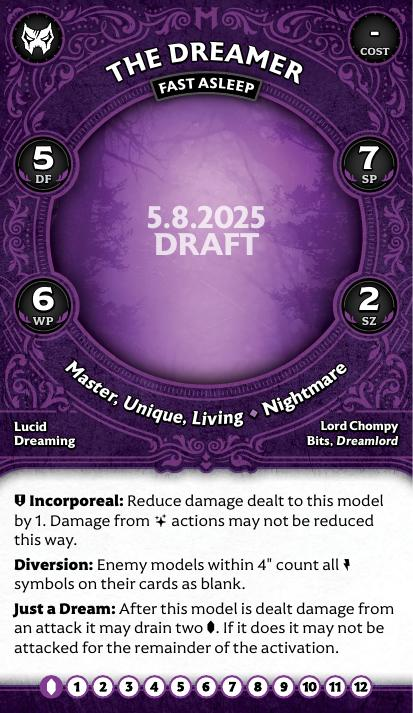 M
-
COST
THE DREAMER
FAST ASLEEP
5
DF
7
SP
5.8.2025
DRAFT
6
WP
2
SZ
Master, Unique, Living ♦ Nightmare
Lucid
Dreaming
Lord Chompy
Bits, Dreamlord
Incorporeal: Reduce damage dealt to this model
by 1. Damage from actions may not be reduced
this way.
Diversion: Enemy models within 4" count all
symbols on their cards as blank.
Just a Dream: After this model is dealt damage from
an attack it may drain two . If it does it may not be
attacked for the remainder of the activation.
1 2 3 4 5 6 7 8 9 10 11 12